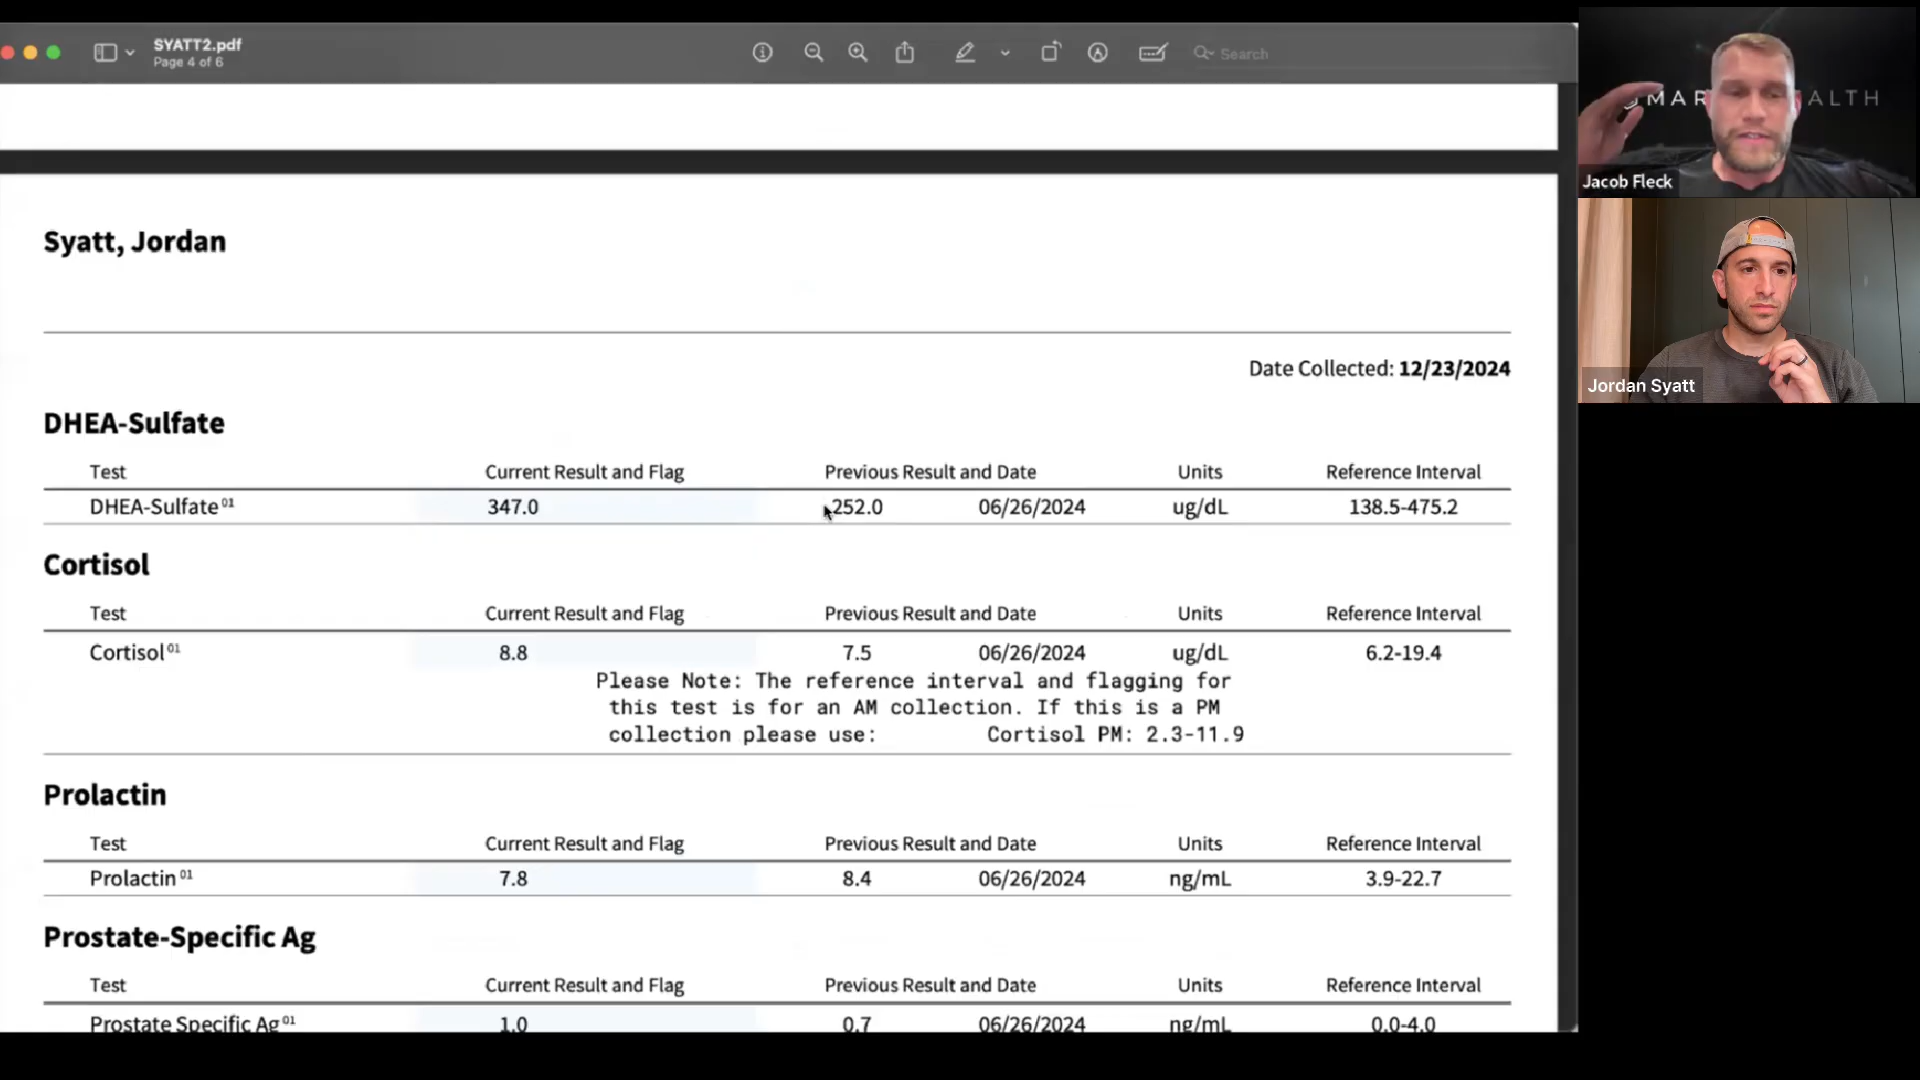 SYATT2.pdf
Page 4 of 6
Search
Syatt, Jordan
Date Collected: 12/23/2024
DHEA-Sulfate
Test Current Result and Flag Previous Result and Date Units Reference Interval
DHEA-Sulfate 01 347.0 252.0 06/26/2024 ug/dL 138.5-475.2
Cortisol
Test Current Result and Flag Previous Result and Date Units Reference Interval
Cortisol 01 8.8 7.5 06/26/2024 ug/dL 6.2-19.4
Please Note: The reference interval and flagging for
this test is for an AM collection. If this is a PM
collection please use: Cortisol PM: 2.3-11.9
Prolactin
Test Current Result and Flag Previous Result and Date Units Reference Interval
Prolactin 01 7.8 8.4 06/26/2024 ng/mL 3.9-22.7
Prostate-Specific Ag
Test Current Result and Flag Previous Result and Date Units Reference Interval
Prostate Specific Ag 01 1.0 0.7 06/26/2024 ng/mL 0.0-4.0
MAR ALTH
Jacob Fleck
Jordan Syatt